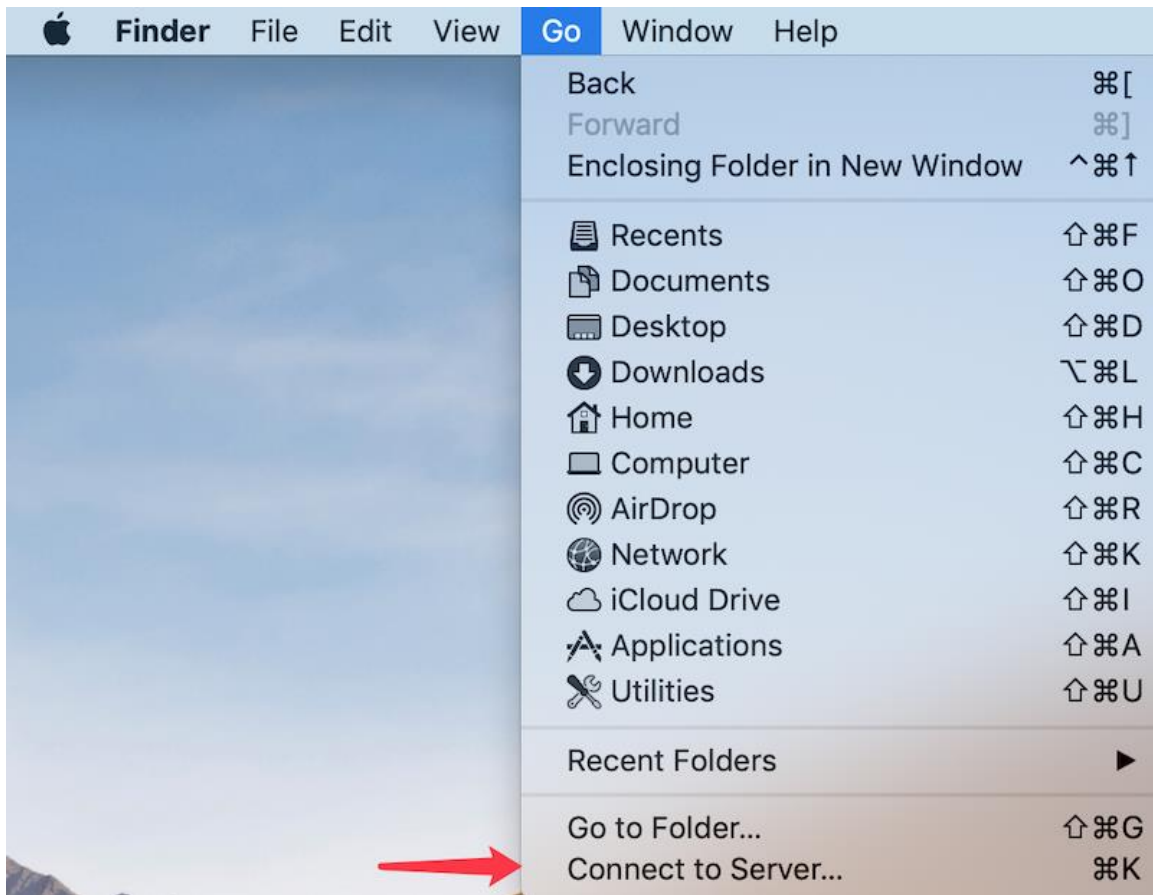 Finder File Edit View Go Window Help
Back ⌘[
Forward ⌘]
Enclosing Folder in New Window ^⌘↑
Recents ⇧⌘F
Documents ⇧⌘O
Desktop ⇧⌘D
Downloads ⌥⌘L
Home ⇧⌘H
Computer ⇧⌘C
AirDrop ⇧⌘R
Network ⇧⌘K
iCloud Drive ⇧⌘I
Applications ⇧⌘A
Utilities ⇧⌘U
Recent Folders ▶
Go to Folder... ⇧⌘G
Connect to Server... ⌘K